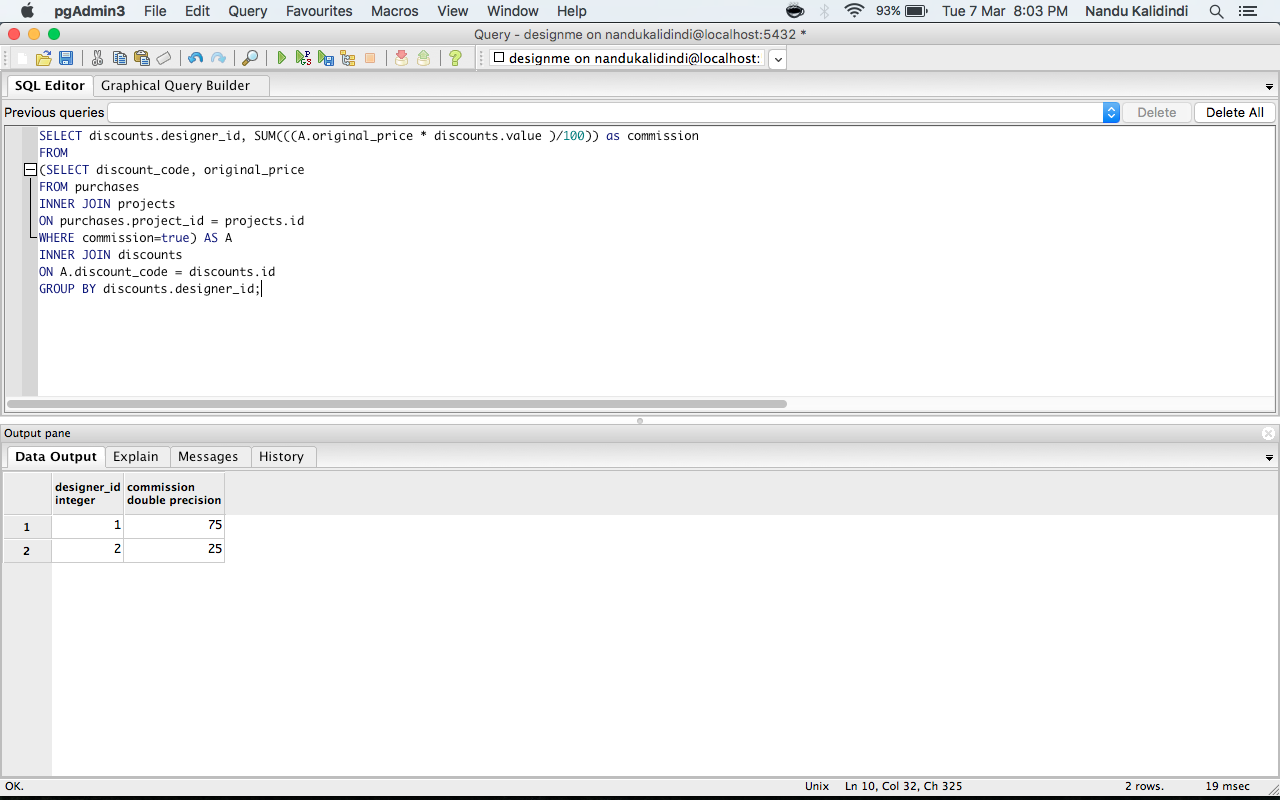 pgAdmin3 File Edit Query Favourites Macros View Window Help 93% Tue 7 Mar 8:03 PM Nandu Kalidindi
Query - designme on nandukalidindi@localhost:5432 *
designme on nandukalidindi@localhost:
SQL Editor Graphical Query Builder
Previous queries Delete Delete All
SELECT discounts.designer_id, SUM(((A.original_price * discounts.value )/100)) as commission
FROM
(SELECT discount_code, original_price
FROM purchases
INNER JOIN projects
ON purchases.project_id = projects.id
WHERE commission=true) AS A
INNER JOIN discounts
ON A.discount_code = discounts.id
GROUP BY discounts.designer_id;
Output pane
Data Output Explain Messages History
designer_id commission
integer double precision
1 1 75
2 2 25
OK. Unix Ln 10, Col 32, Ch 325 2 rows. 19 msec